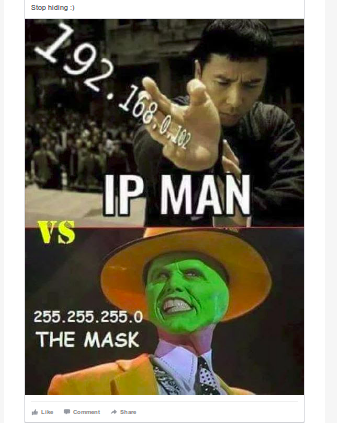 Stop hiding :)
192.168.0.102
IP MAN
VS
255.255.255.0
THE MASK
Like Comment Share